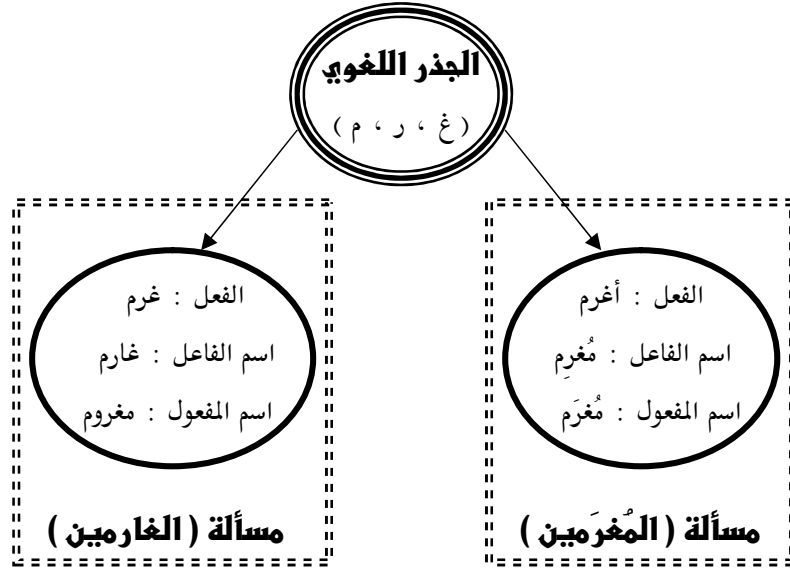 الجذر اللغوي
( غ ، ر ، م )
الفعل : أغرم
اسم الفاعل : مُغرِم
اسم المفعول : مُغرَم
مسألة ( المُغرَمين )
الفعل : غرم
اسم الفاعل : غارم
اسم المفعول : مغروم
مسألة ( الغارمين )